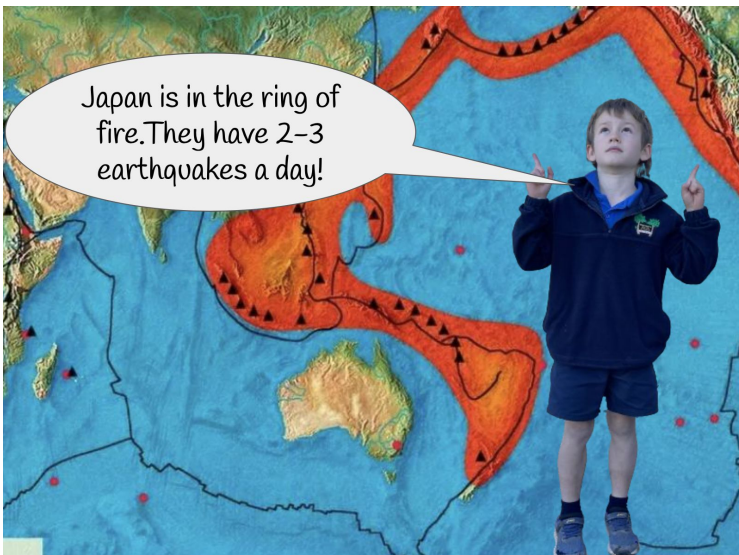 Japan is in the ring of
fire.They have 2-3
earthquakes a day!